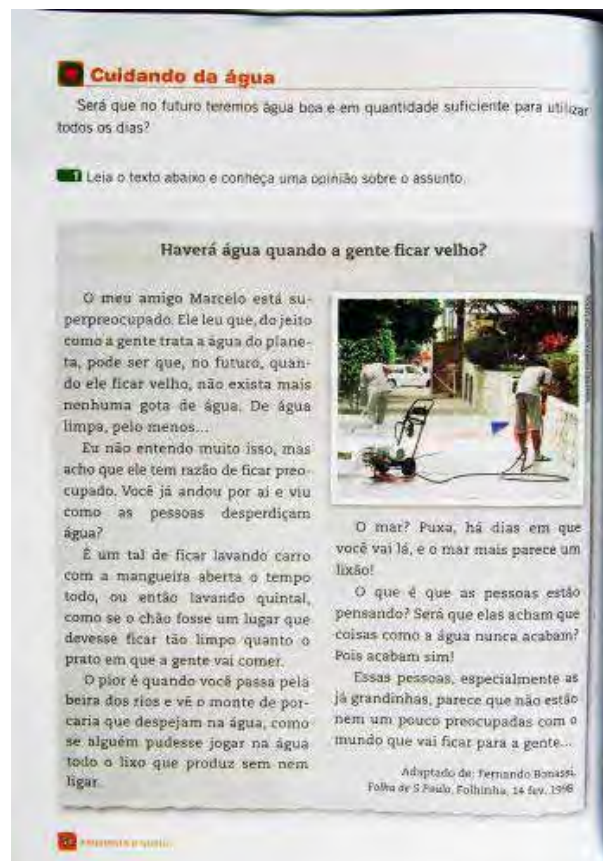 Cuidando da água
Será que no futuro teremos água boa e em quantidade suficiente para utilizar
todos os dias?
1 Leia o texto abaixo e conheça uma opinião sobre o assunto.
Haverá água quando a gente ficar velho?
O meu amigo Marcelo está su-
perpreocupado. Ele leu que, do jeito
como a gente trata a água do plane-
ta, pode ser que, no futuro, quan-
do ele ficar velho, não exista mais
nenhuma gota de água. De água
limpa, pelo menos...
Eu não entendo muito isso, mas
acho que ele tem razão de ficar preo-
cupado. Você já andou por aí e viu
como as pessoas desperdiçam
água?
É um tal de ficar lavando carro
com a mangueira aberta o tempo
todo, ou então lavando quintal,
como se o chão fosse um lugar que
devesse ficar tão limpo quanto o
prato em que a gente vai comer.
O pior é quando você passa pela
beira dos rios e vê o monte de por-
caria que despejam na água, como
se alguém pudesse jogar na água
todo o lixo que produz sem nem
ligar.
O mar? Puxa, há dias em que
você vai lá, e o mar mais parece um
lixão!
O que é que as pessoas estão
pensando? Será que elas acham que
coisas como a água nunca acabam?
Pois acabam sim!
Essas pessoas, especialmente as
já grandinhas, parece que não estão
nem um pouco preocupadas com o
mundo que vai ficar para a gente...
Adaptado de: Fernando Bonassi.
Folha de S.Paulo, Folhinha, 14 fev. 1998